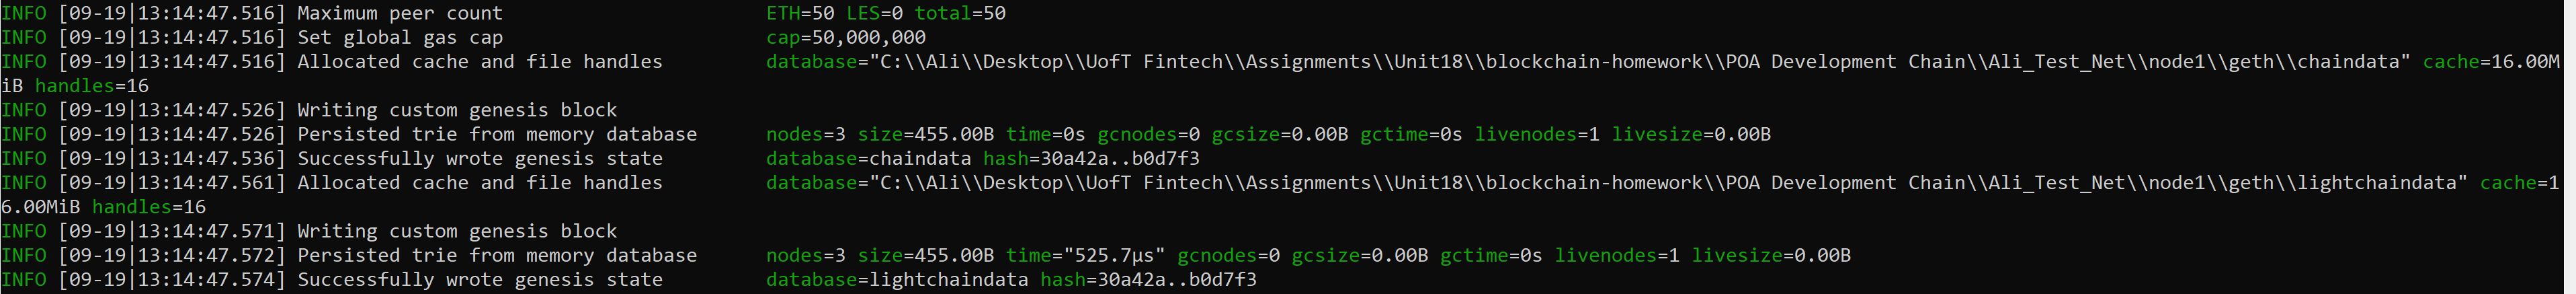 INFO [09-19|13:14:47.516] Maximum peer count                       ETH=50 LES=0 total=50
INFO [09-19|13:14:47.516] Set global gas cap                       cap=50,000,000
INFO [09-19|13:14:47.516] Allocated cache and file handles         database="C:\\Ali\\Desktop\\UofT Fintech\\Assignments\\Unit18\\blockchain-homework\\POA Development Chain\\Ali_Test_Net\\node1\\geth\\chaindata" cache=16.00M
iB handles=16
INFO [09-19|13:14:47.526] Writing custom genesis block
INFO [09-19|13:14:47.526] Persisted trie from memory database      nodes=3 size=455.00B time=0s gcnodes=0 gcsize=0.00B gctime=0s livenodes=1 livesize=0.00B
INFO [09-19|13:14:47.536] Successfully wrote genesis state         database=chaindata hash=30a42a..b0d7f3
INFO [09-19|13:14:47.561] Allocated cache and file handles         database="C:\\Ali\\Desktop\\UofT Fintech\\Assignments\\Unit18\\blockchain-homework\\POA Development Chain\\Ali_Test_Net\\node1\\geth\\lightchaindata" cache=1
6.00MiB handles=16
INFO [09-19|13:14:47.571] Writing custom genesis block
INFO [09-19|13:14:47.572] Persisted trie from memory database      nodes=3 size=455.00B time="525.7µs" gcnodes=0 gcsize=0.00B gctime=0s livenodes=1 livesize=0.00B
INFO [09-19|13:14:47.574] Successfully wrote genesis state         database=lightchaindata hash=30a42a..b0d7f3